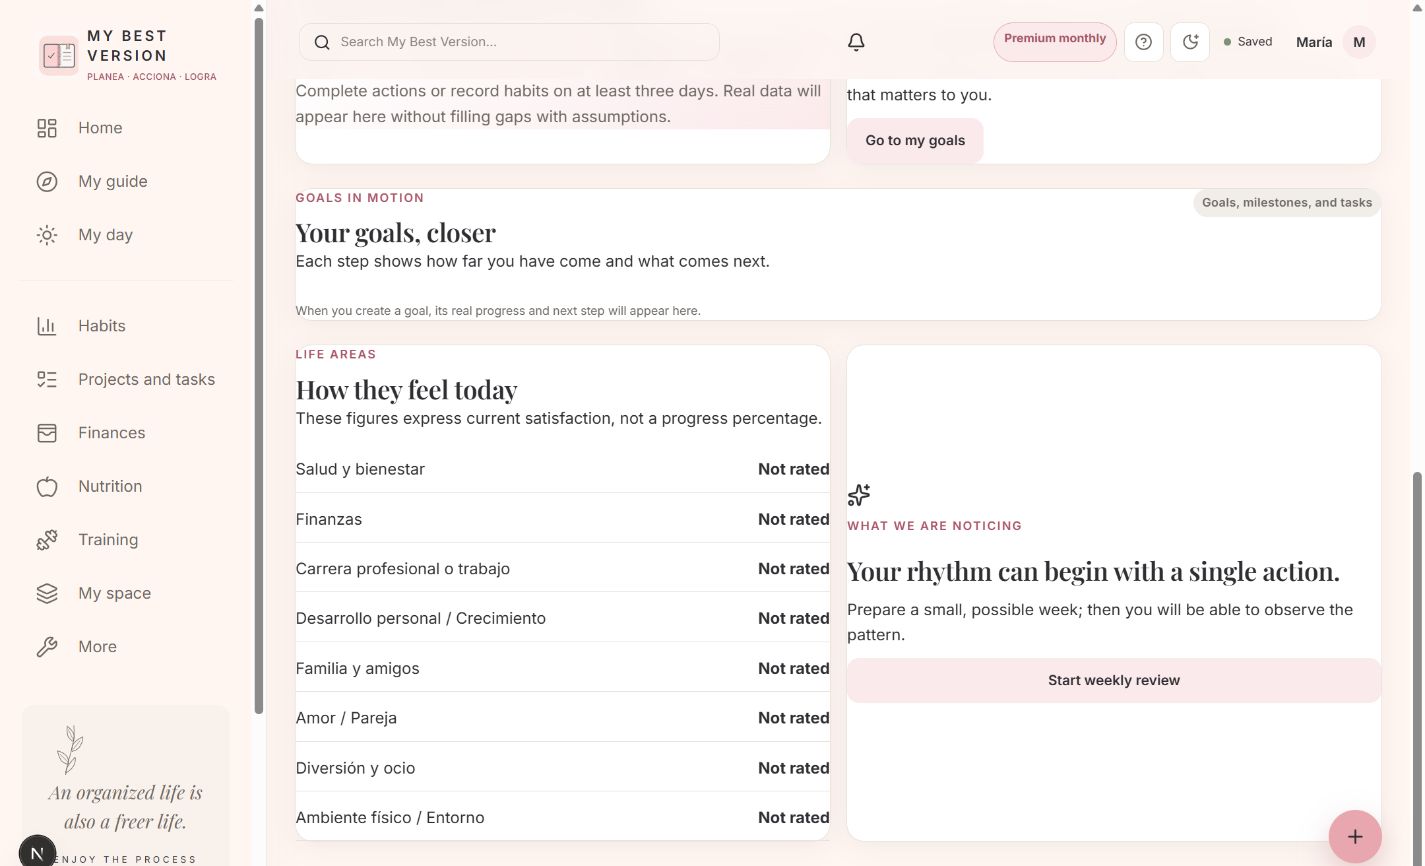 MY BEST
VERSION
PLANEA · ACCIONA · LOGRA
Home
My guide
My day
Habits
Projects and tasks
Finances
Nutrition
Training
My space
More
An organized life is
also a freer life.
ENJOY THE PROCESS
N
Search My Best Version...
Premium monthly
Saved
María
M
Complete actions or record habits on at least three days. Real data will
appear here without filling gaps with assumptions.
that matters to you.
Go to my goals
GOALS IN MOTION
Goals, milestones, and tasks
Your goals, closer
Each step shows how far you have come and what comes next.
When you create a goal, its real progress and next step will appear here.
LIFE AREAS
How they feel today
These figures express current satisfaction, not a progress percentage.
Salud y bienestar Not rated
Finanzas Not rated
Carrera profesional o trabajo Not rated
Desarrollo personal / Crecimiento Not rated
Familia y amigos Not rated
Amor / Pareja Not rated
Diversión y ocio Not rated
Ambiente físico / Entorno Not rated
WHAT WE ARE NOTICING
Your rhythm can begin with a single action.
Prepare a small, possible week; then you will be able to observe the
pattern.
Start weekly review